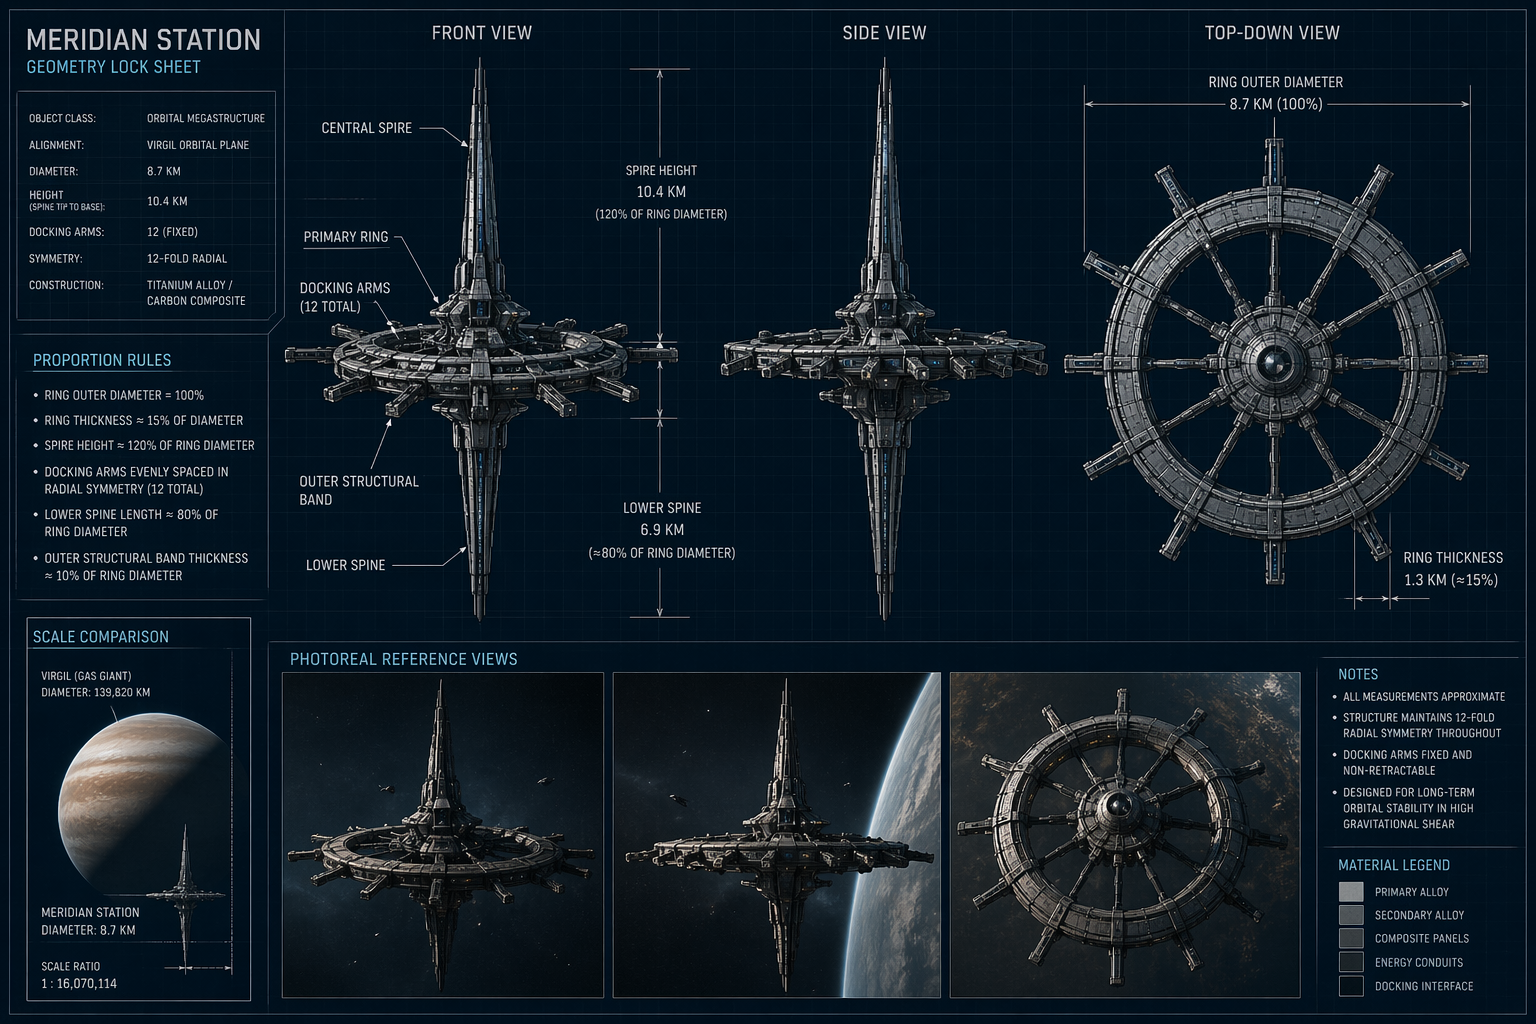 MERIDIAN STATION
GEOMETRY LOCK SHEET
OBJECT CLASS: ORBITAL MEGASTRUCTURE
ALIGNMENT: VIRGIL ORBITAL PLANE
DIAMETER: 8.7 KM
HEIGHT
(SPINE TIP TO BASE): 10.4 KM
DOCKING ARMS: 12 (FIXED)
SYMMETRY: 12-FOLD RADIAL
CONSTRUCTION: TITANIUM ALLOY /
CARBON COMPOSITE
PROPORTION RULES
• RING OUTER DIAMETER = 100%
• RING THICKNESS ≈ 15% OF DIAMETER
• SPIRE HEIGHT ≈ 120% OF RING DIAMETER
• DOCKING ARMS EVENLY SPACED IN
RADIAL SYMMETRY (12 TOTAL)
• LOWER SPINE LENGTH ≈ 80% OF
RING DIAMETER
• OUTER STRUCTURAL BAND THICKNESS
≈ 10% OF RING DIAMETER
SCALE COMPARISON
VIRGIL (GAS GIANT)
DIAMETER: 139,820 KM
MERIDIAN STATION
DIAMETER: 8.7 KM
SCALE RATIO
1 : 16,070,114
FRONT VIEW
CENTRAL SPIRE
PRIMARY RING
DOCKING ARMS
(12 TOTAL)
OUTER STRUCTURAL
BAND
LOWER SPINE
SPIRE HEIGHT
10.4 KM
(120% OF RING DIAMETER)
LOWER SPINE
6.9 KM
(≈80% OF RING DIAMETER)
SIDE VIEW
TOP-DOWN VIEW
RING OUTER DIAMETER
8.7 KM (100%)
RING THICKNESS
1.3 KM (≈15%)
PHOTOREAL REFERENCE VIEWS
NOTES
• ALL MEASUREMENTS APPROXIMATE
• STRUCTURE MAINTAINS 12-FOLD
RADIAL SYMMETRY THROUGHOUT
• DOCKING ARMS FIXED AND
NON-RETRACTABLE
• DESIGNED FOR LONG-TERM
ORBITAL STABILITY IN HIGH
GRAVITATIONAL SHEAR
MATERIAL LEGEND
PRIMARY ALLOY
SECONDARY ALLOY
COMPOSITE PANELS
ENERGY CONDUITS
DOCKING INTERFACE